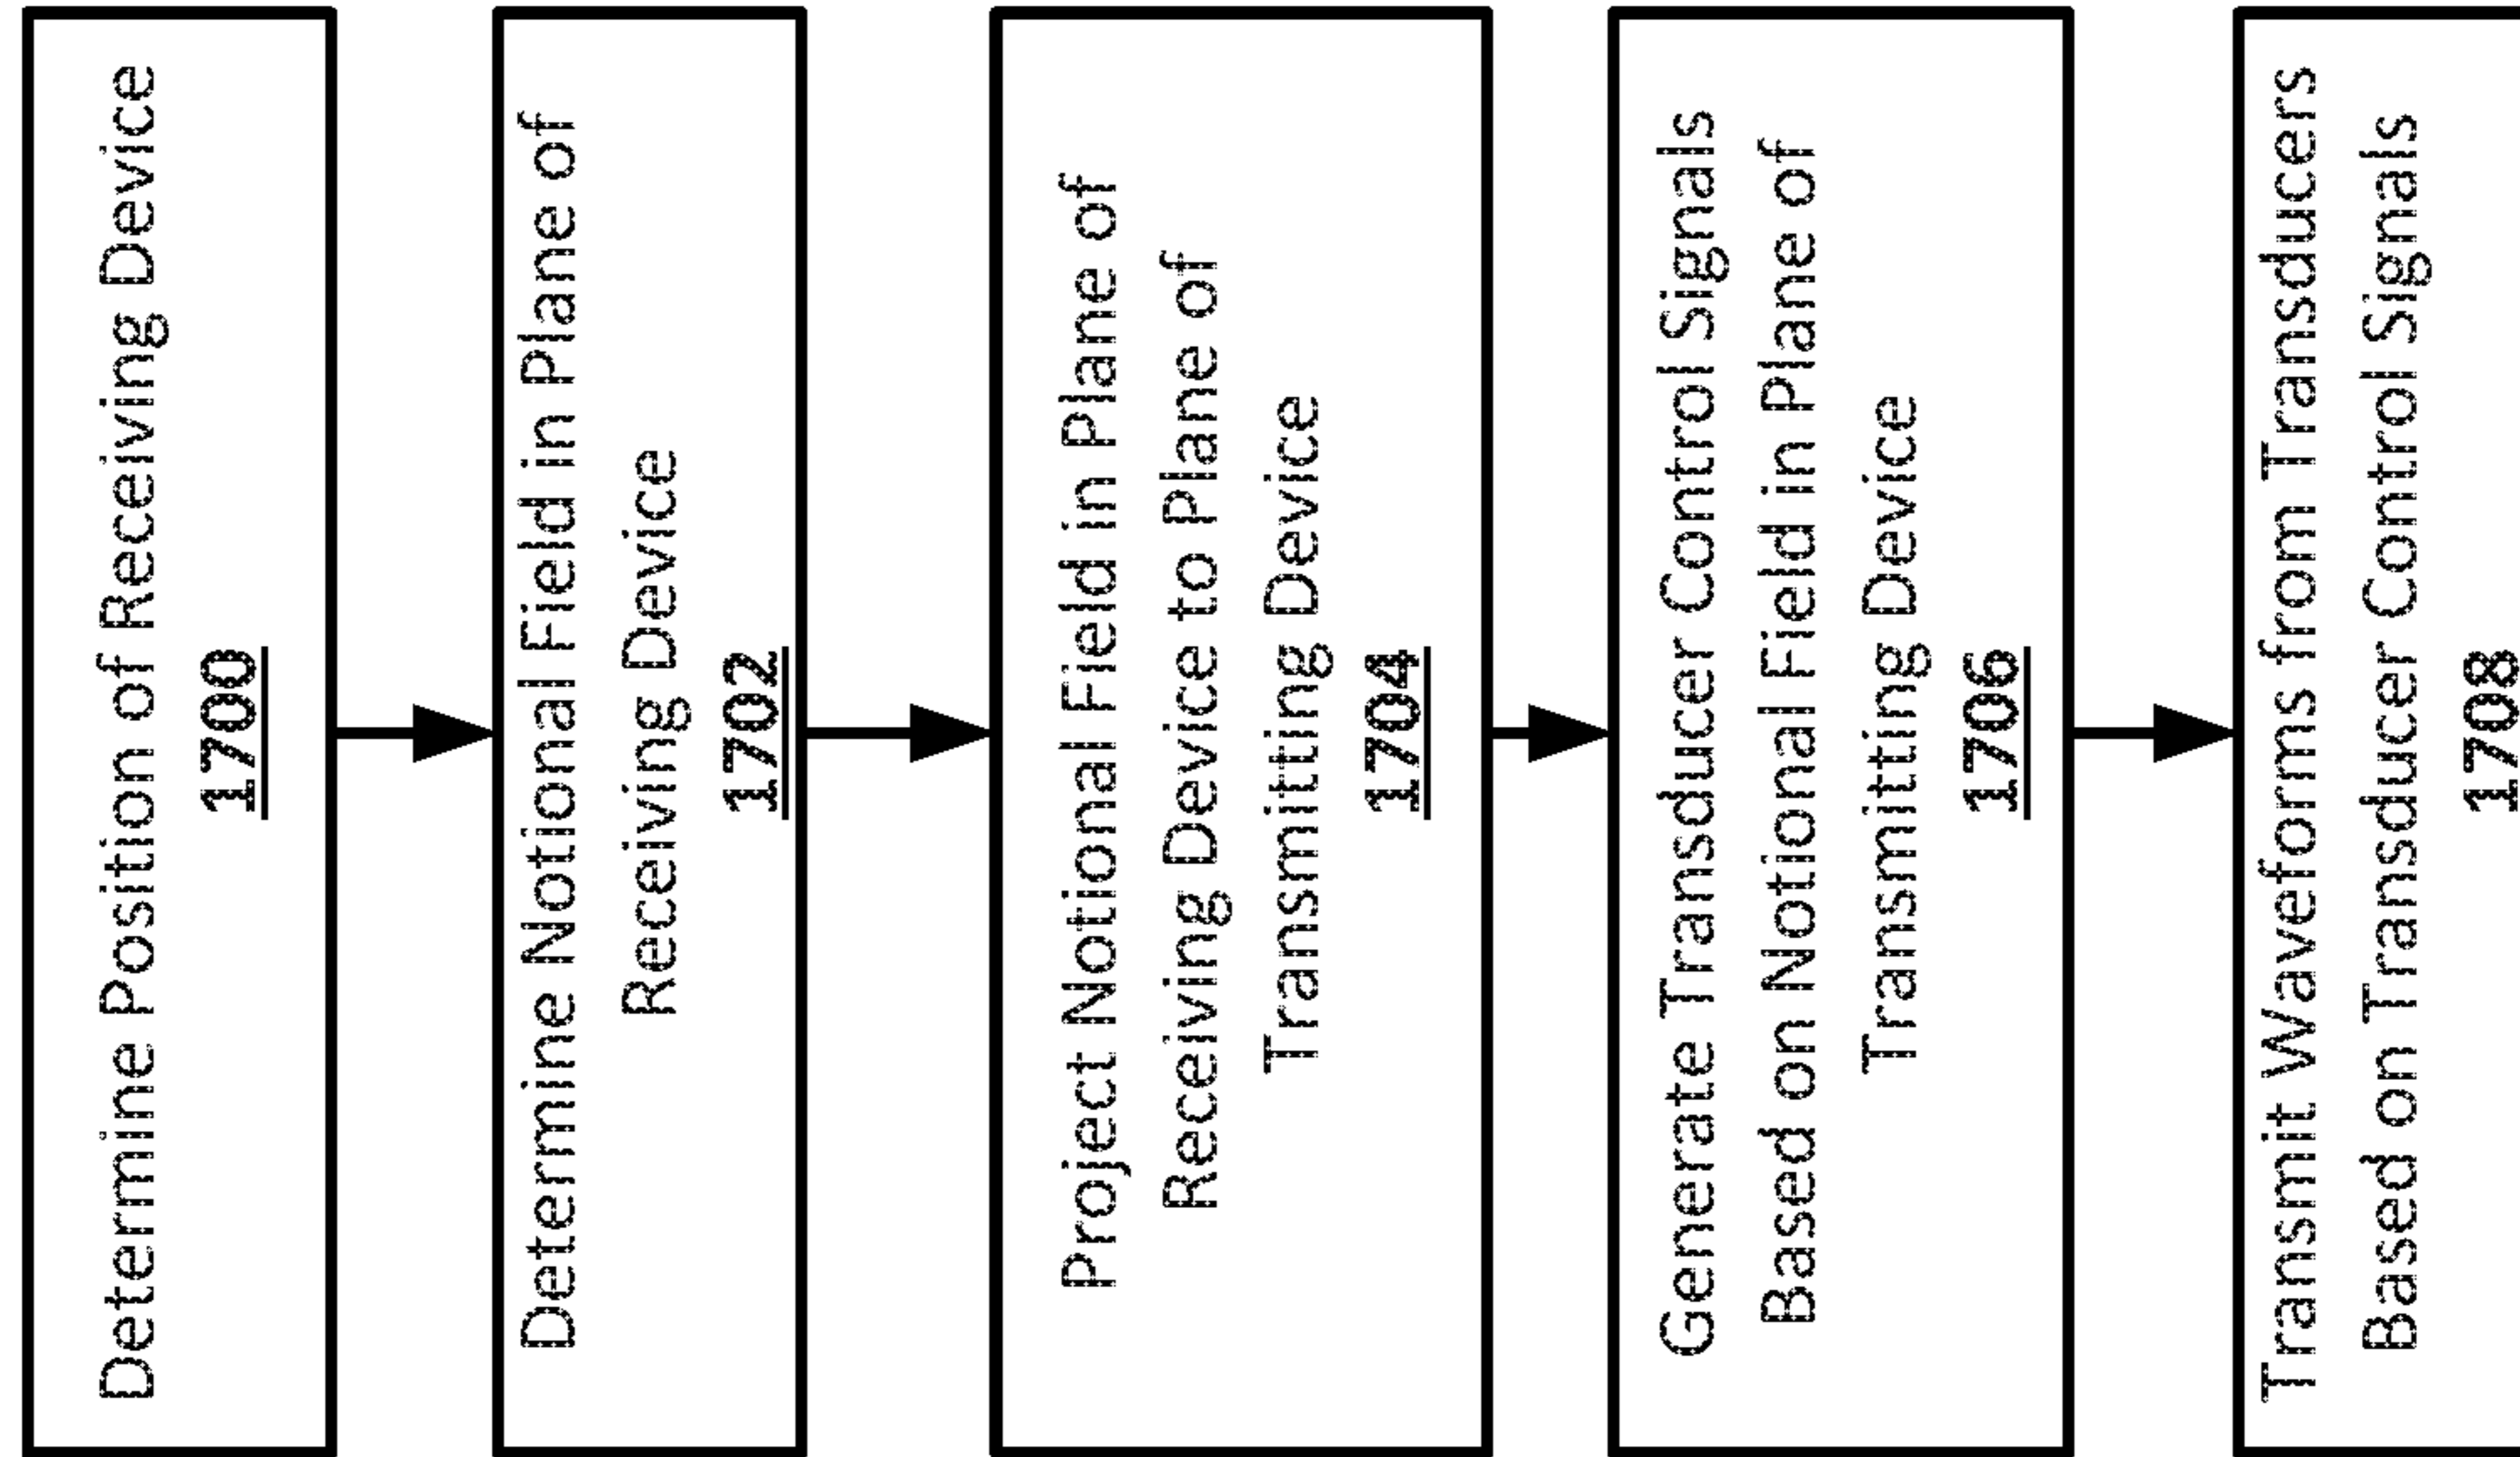 Determine Position of Receiving Device
1700
Determine Notional Field in Plane of
Receiving Device
1702
Project Notional Field in Plane of
Receiving Device to Plane of
Transmitting Device
1704
Generate Transducer Control Signals
Based on Notional Field in Plane of
Transmitting Device
1706
Transmit Waveforms from Transducers
Based on Transducer Control Signals
1708